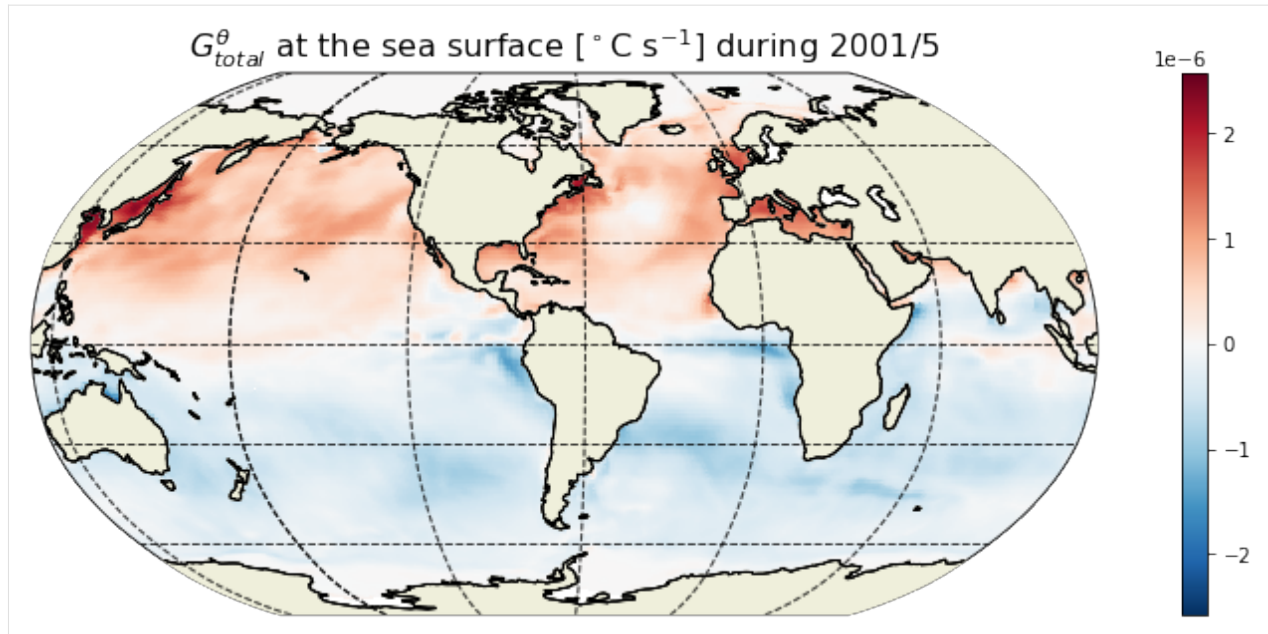 G^θ_total at the sea surface [°C s⁻¹] during 2001/5
1e−6
2
1
0
−1
−2